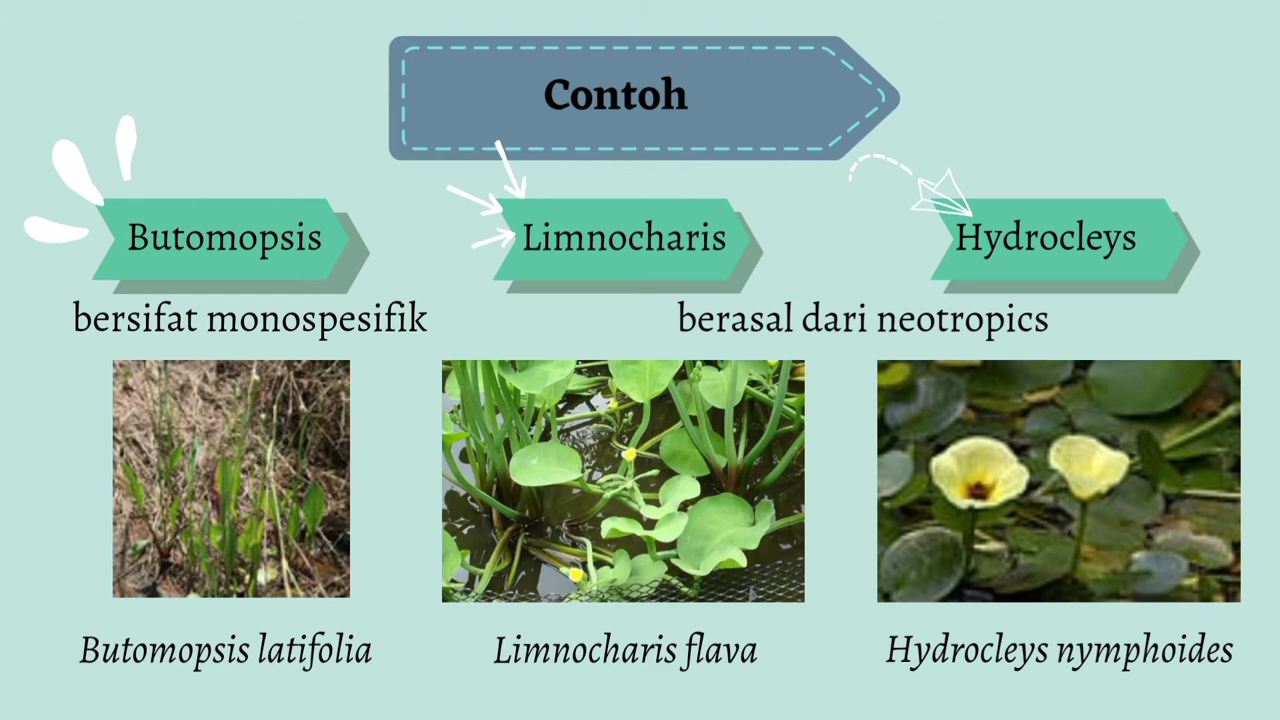 Contoh
Butomopsis
Limnocharis
Hydrocleys
bersifat monospesifik
berasal dari neotropics
Butomopsis latifolia
Limnocharis flava
Hydrocleys nymphoides